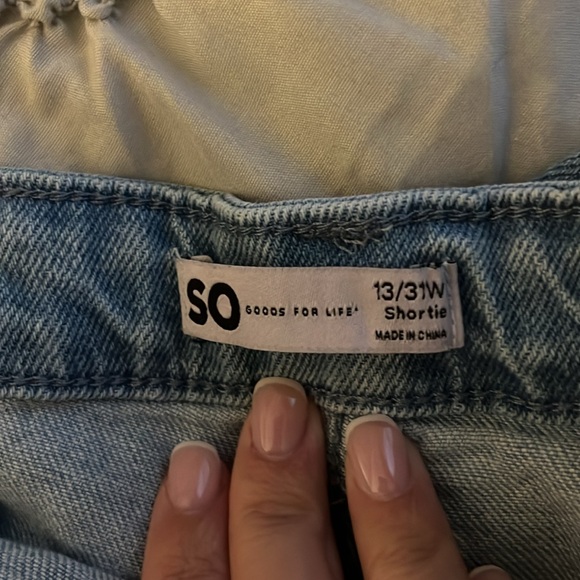 SO GOODS FOR LIFE 13/31W
Shortie
MADE IN CHINA